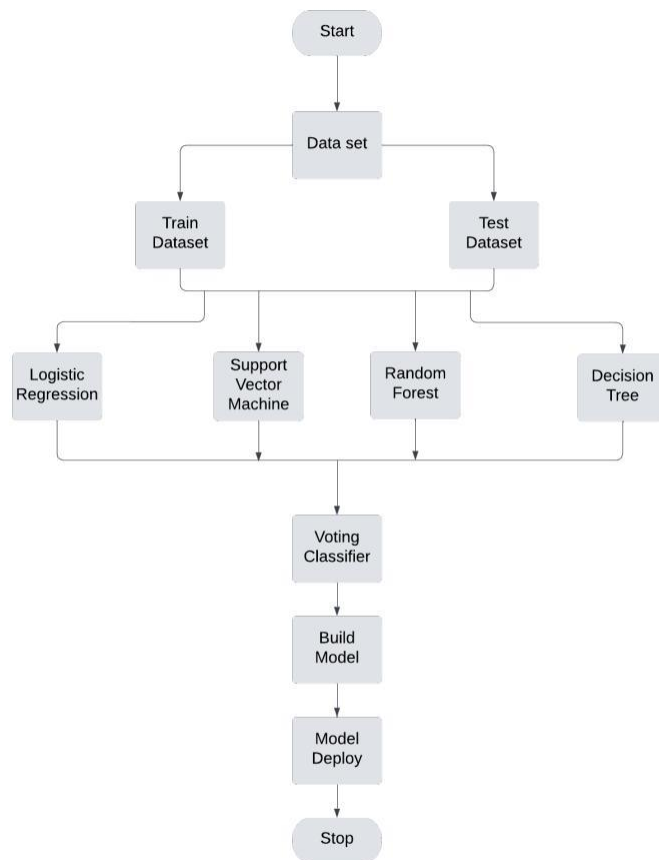 Start
Data set
Train
Dataset
Test
Dataset
Logistic
Regression
Support
Vector
Machine
Random
Forest
Decision
Tree
Voting
Classifier
Build
Model
Model
Deploy
Stop